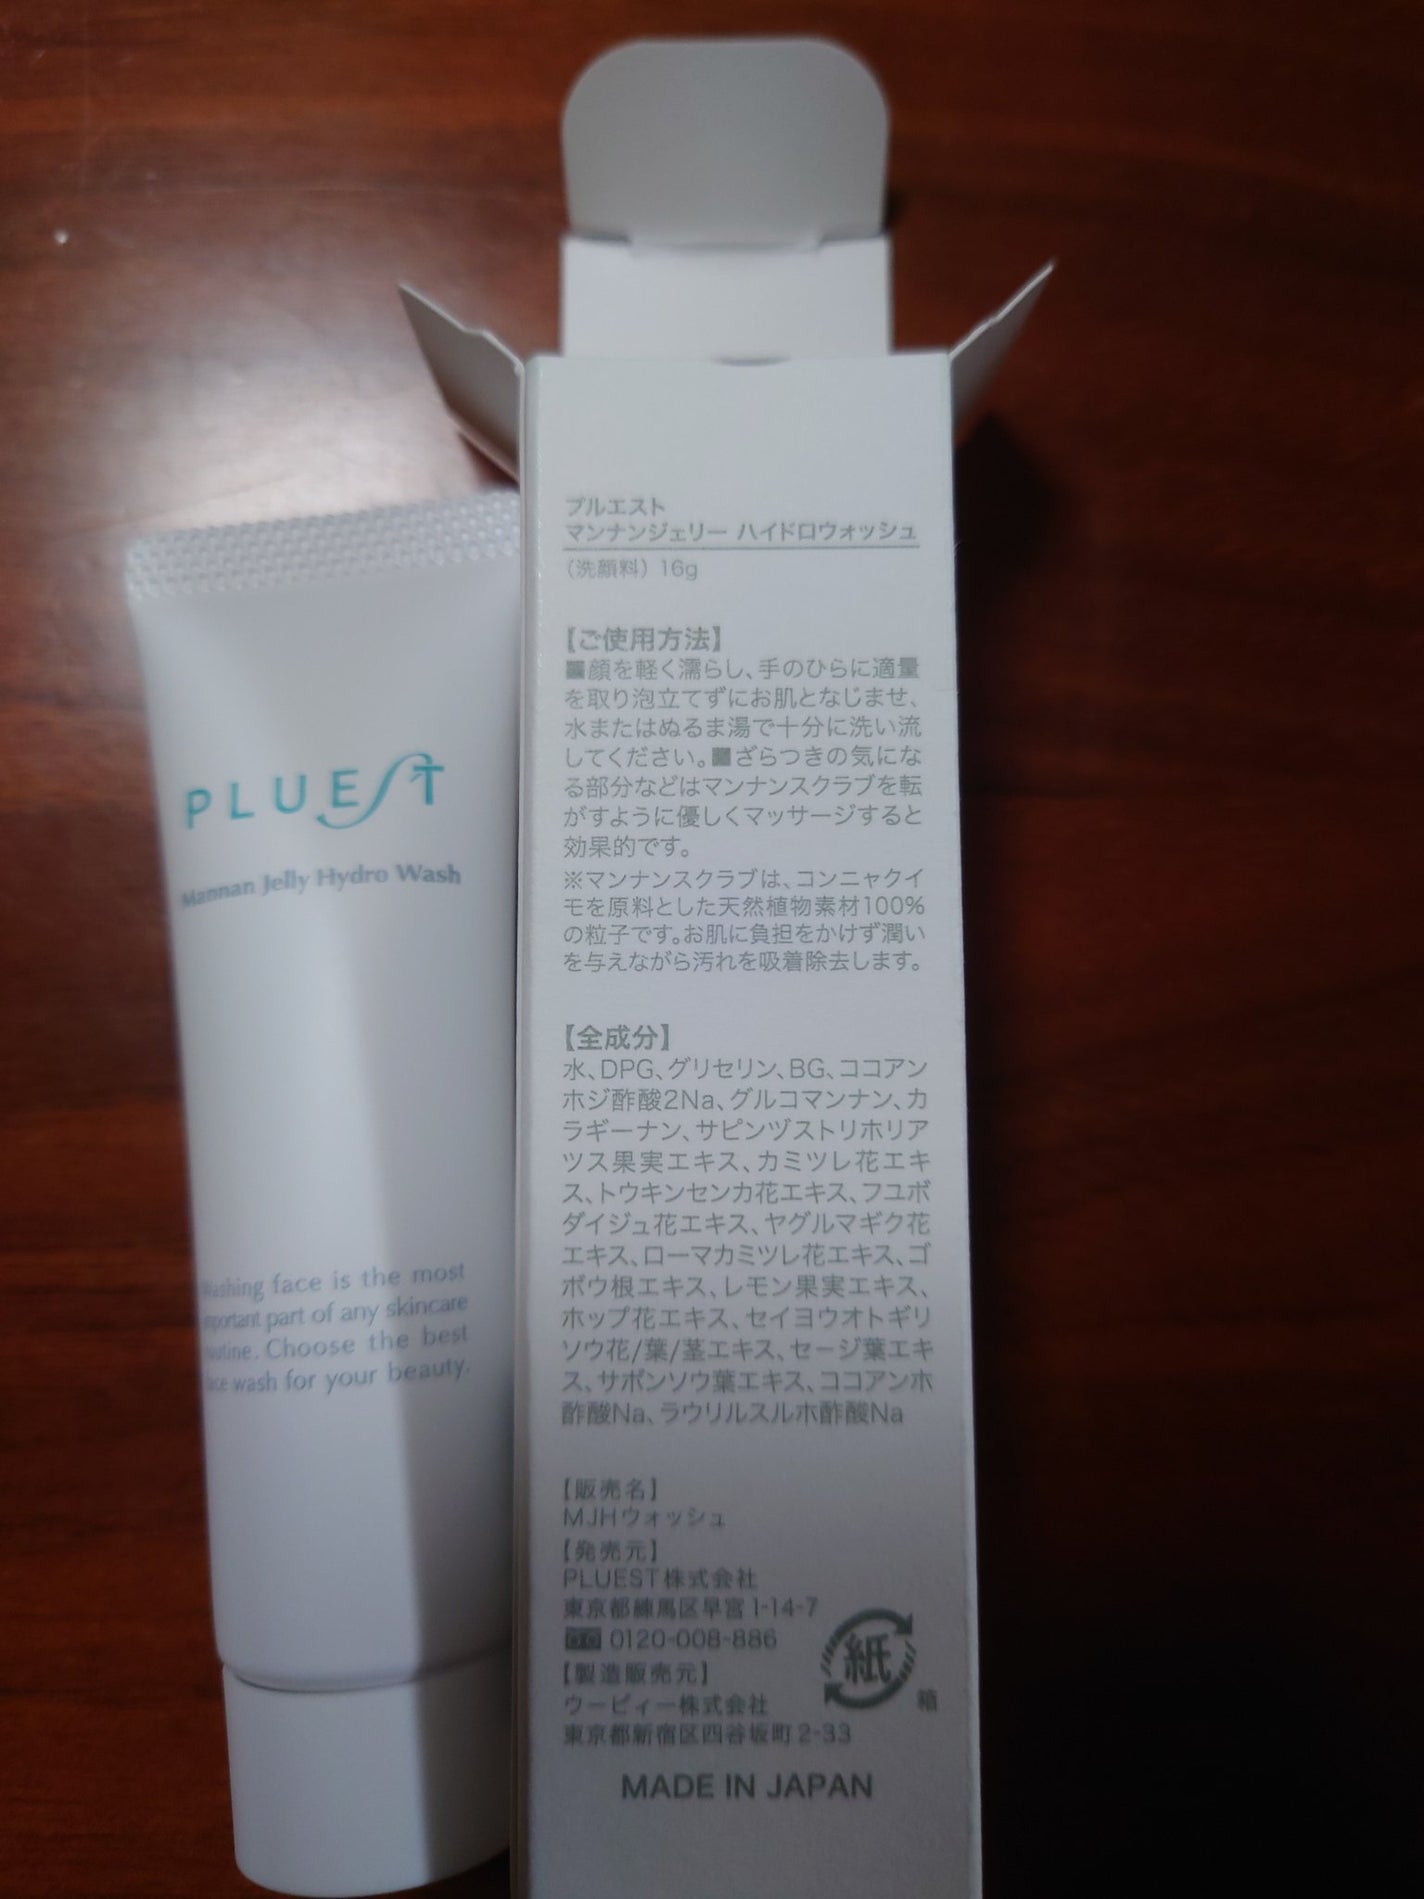 PLUEST
Mannan Jelly Hydro Wash
Washing face is the most
important part of any skincare
routine. Choose the best
face wash for your beauty.
プルエスト
マンナンジェリー ハイドロウォッシュ
（洗顔料）16g
【ご使用方法】
■顔を軽く濡らし、手のひらに適量
を取り泡立てずにお肌となじませ、
水またはぬるま湯で十分に洗い流
してください。■ざらつきの気にな
る部分などはマンナンスクラブを転
がすように優しくマッサージすると
効果的です。
※マンナンスクラブは、コンニャクイ
モを原料とした天然植物素材100%
の粒子です。お肌に負担をかけず潤い
を与えながら汚れを吸着除去します。
【全成分】
水、DPG、グリセリン、BG、ココアン
ホジ酢酸2Na、グルコマンナン、カ
ラギーナン、サピンヅストリホリア
ツス果実エキス、カミツレ花エキ
ス、トウキンセンカ花エキス、フユボ
ダイジュ花エキス、ヤグルマギク花
エキス、ローマカミツレ花エキス、ゴ
ボウ根エキス、レモン果実エキス、
ホップ花エキス、セイヨウオトギリ
ソウ花/葉/茎エキス、セージ葉エキ
ス、サボンソウ葉エキス、ココアンホ
酢酸Na、ラウリルスルホ酢酸Na
【販売名】
MJHウォッシュ
【発売元】
PLUEST株式会社
東京都練馬区早宮1-14-7
0120-008-886
【製造販売元】
ウービィー株式会社
東京都新宿区四谷坂町2-33
紙
箱
MADE IN JAPAN